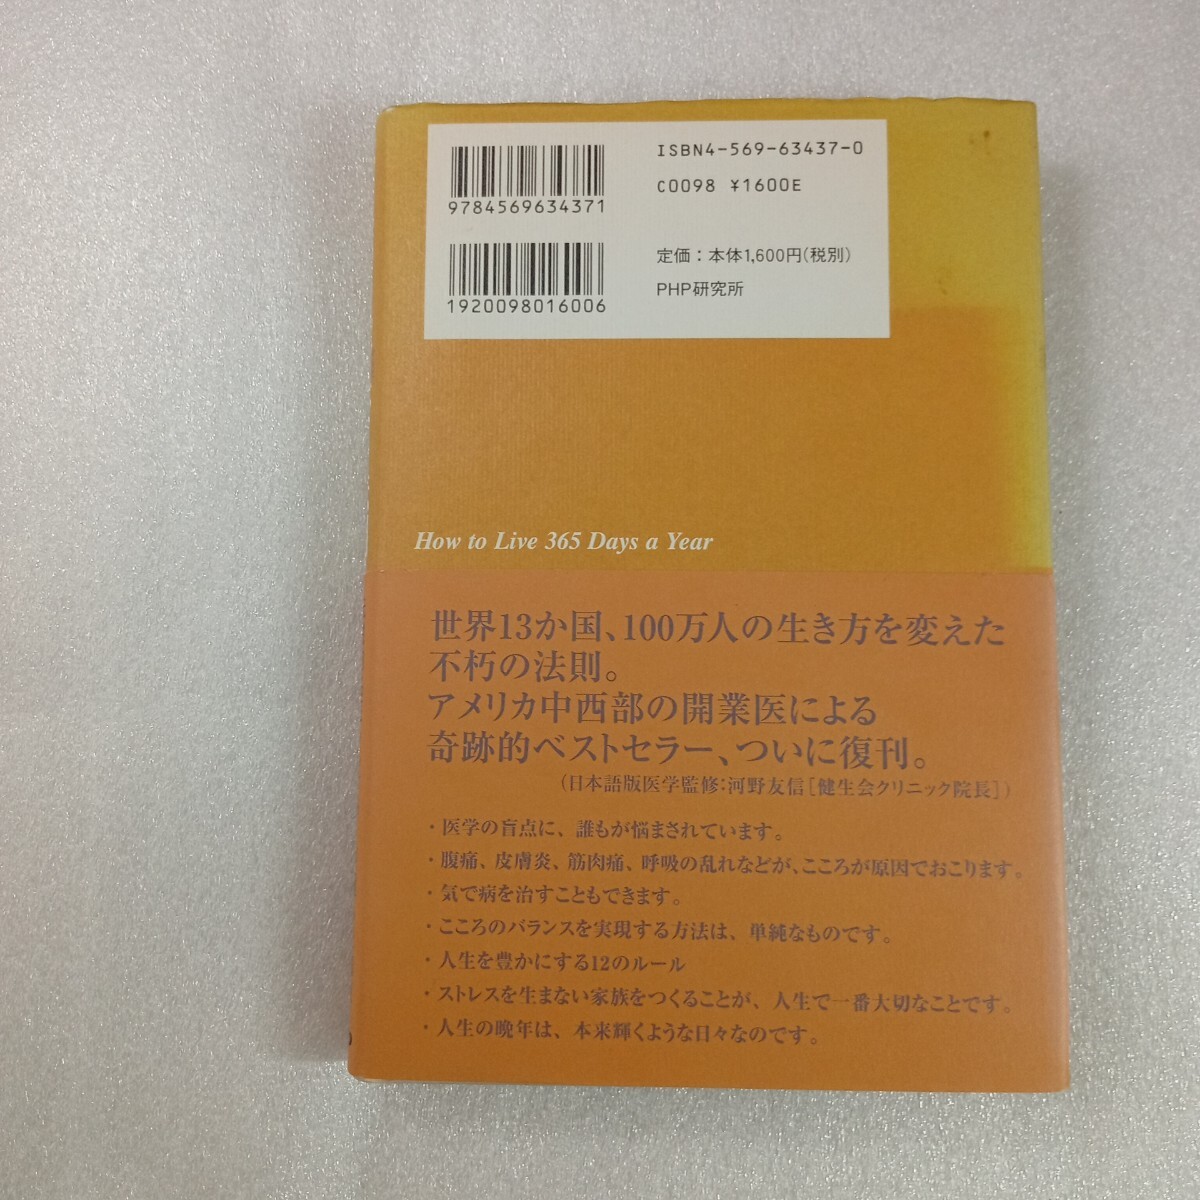 ISBN4-569-63437-0
C0098 ¥1600E
9784569634371
定価：本体1,600円(税別)
PHP研究所
1920098016006
How to Live 365 Days a Year
世界13か国、100万人の生き方を変えた
不朽の法則。
アメリカ中西部の開業医による
奇跡的ベストセラー、ついに復刊。
(日本語版医学監修：河野友信［健生会クリニック院長］)
・医学の盲点に、誰もが悩まされています。
・腹痛、皮膚炎、筋肉痛、呼吸の乱れなどが、こころが原因でおこります。
・気で病を治すこともできます。
・こころのバランスを実現する方法は、単純なものです。
・人生を豊かにする12のルール
・ストレスを生まない家族をつくることが、人生で一番大切なことです。
・人生の晩年は、本来輝くような日々なのです。